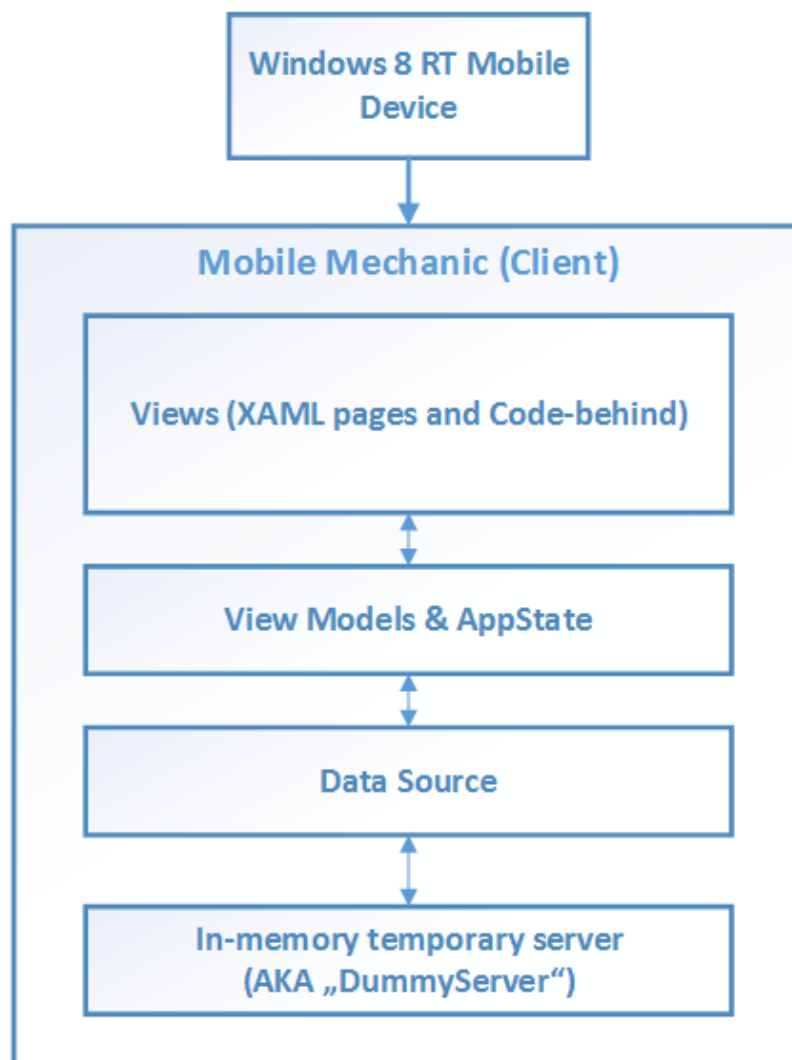 Windows 8 RT Mobile
Device
Mobile Mechanic (Client)
Views (XAML pages and Code-behind)
View Models & AppState
Data Source
In-memory temporary server
(AKA „DummyServer“)